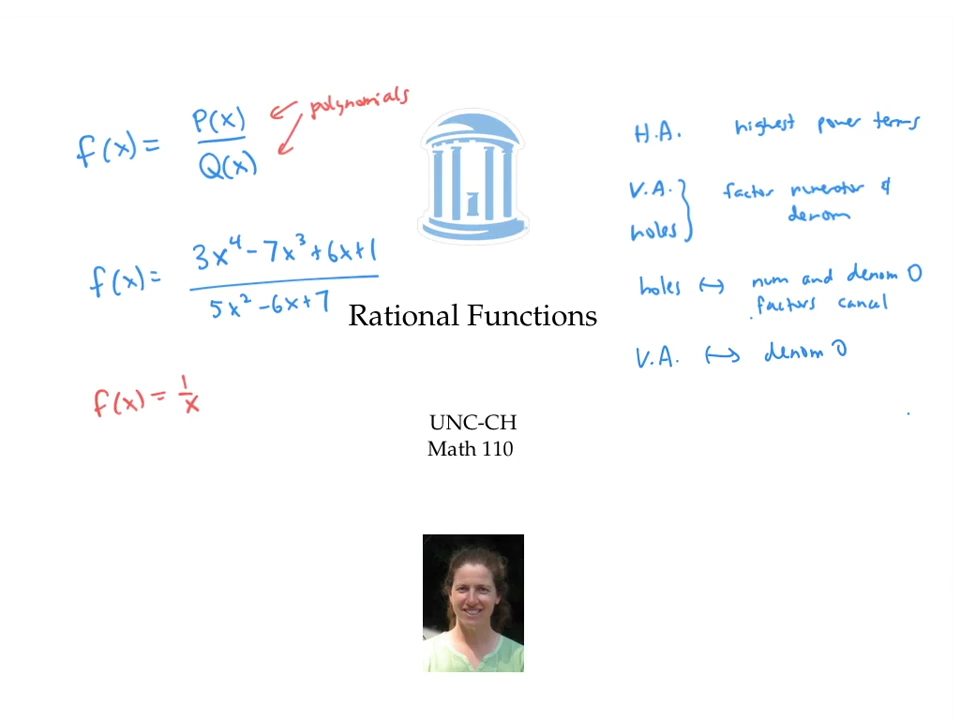 f(x) = P(x) / Q(x)
polynomials
f(x) = 3x⁴ - 7x³ + 6x + 1 / 5x² - 6x + 7
f(x) = 1/x
Rational Functions
UNC-CH
Math 110
H.A. highest power terms
V.A. factor numerator &
denom
holes
holes ↔ num and denom 0
factors cancel
V.A. ↔ denom 0